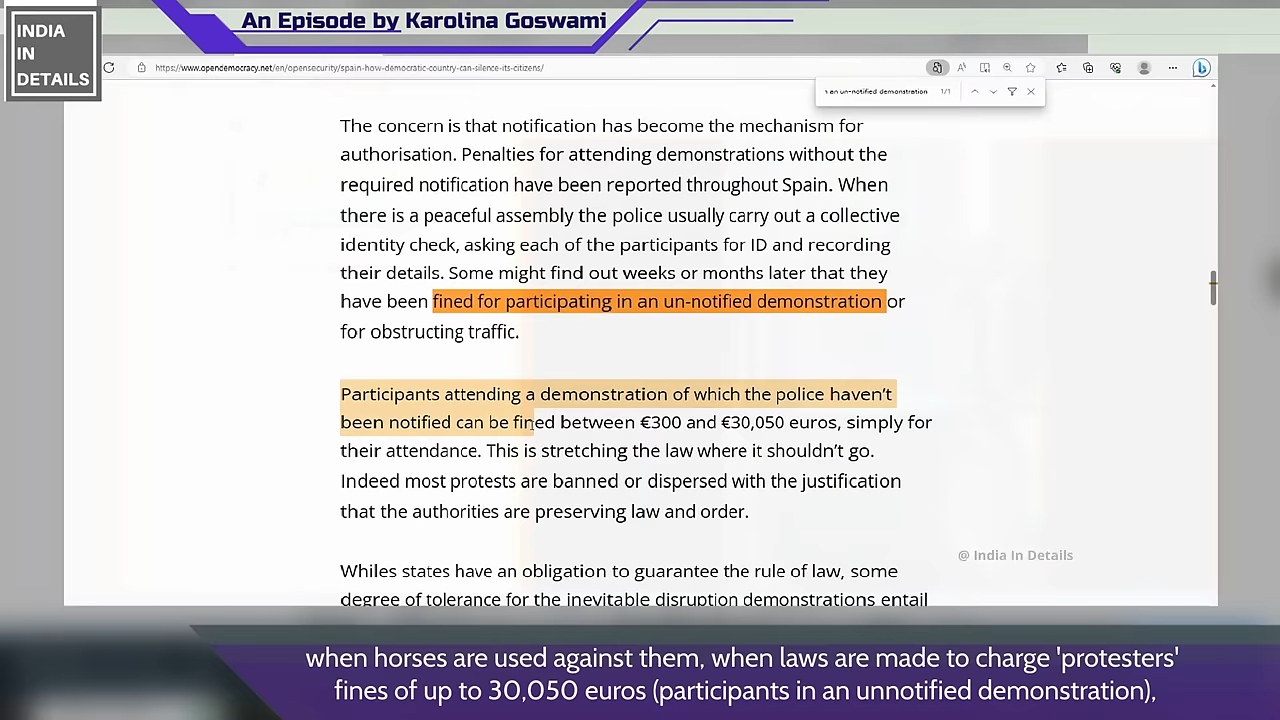 An Episode by Karolina Goswami
INDIA
IN
DETAILS
https://www.opendemocracy.net/en/opensecurity/spain-how-democratic-country-can-silence-its-citizens/
an un-notified demonstration 1/1
The concern is that notification has become the mechanism for
authorisation. Penalties for attending demonstrations without the
required notification have been reported throughout Spain. When
there is a peaceful assembly the police usually carry out a collective
identity check, asking each of the participants for ID and recording
their details. Some might find out weeks or months later that they
have been fined for participating in an un-notified demonstration or
for obstructing traffic.
Participants attending a demonstration of which the police haven't
been notified can be fined between €300 and €30,050 euros, simply for
their attendance. This is stretching the law where it shouldn't go.
Indeed most protests are banned or dispersed with the justification
that the authorities are preserving law and order.
@ India In Details
Whiles states have an obligation to guarantee the rule of law, some
degree of tolerance for the inevitable disruption demonstrations entail
when horses are used against them, when laws are made to charge 'protesters'
fines of up to 30,050 euros (participants in an unnotified demonstration),